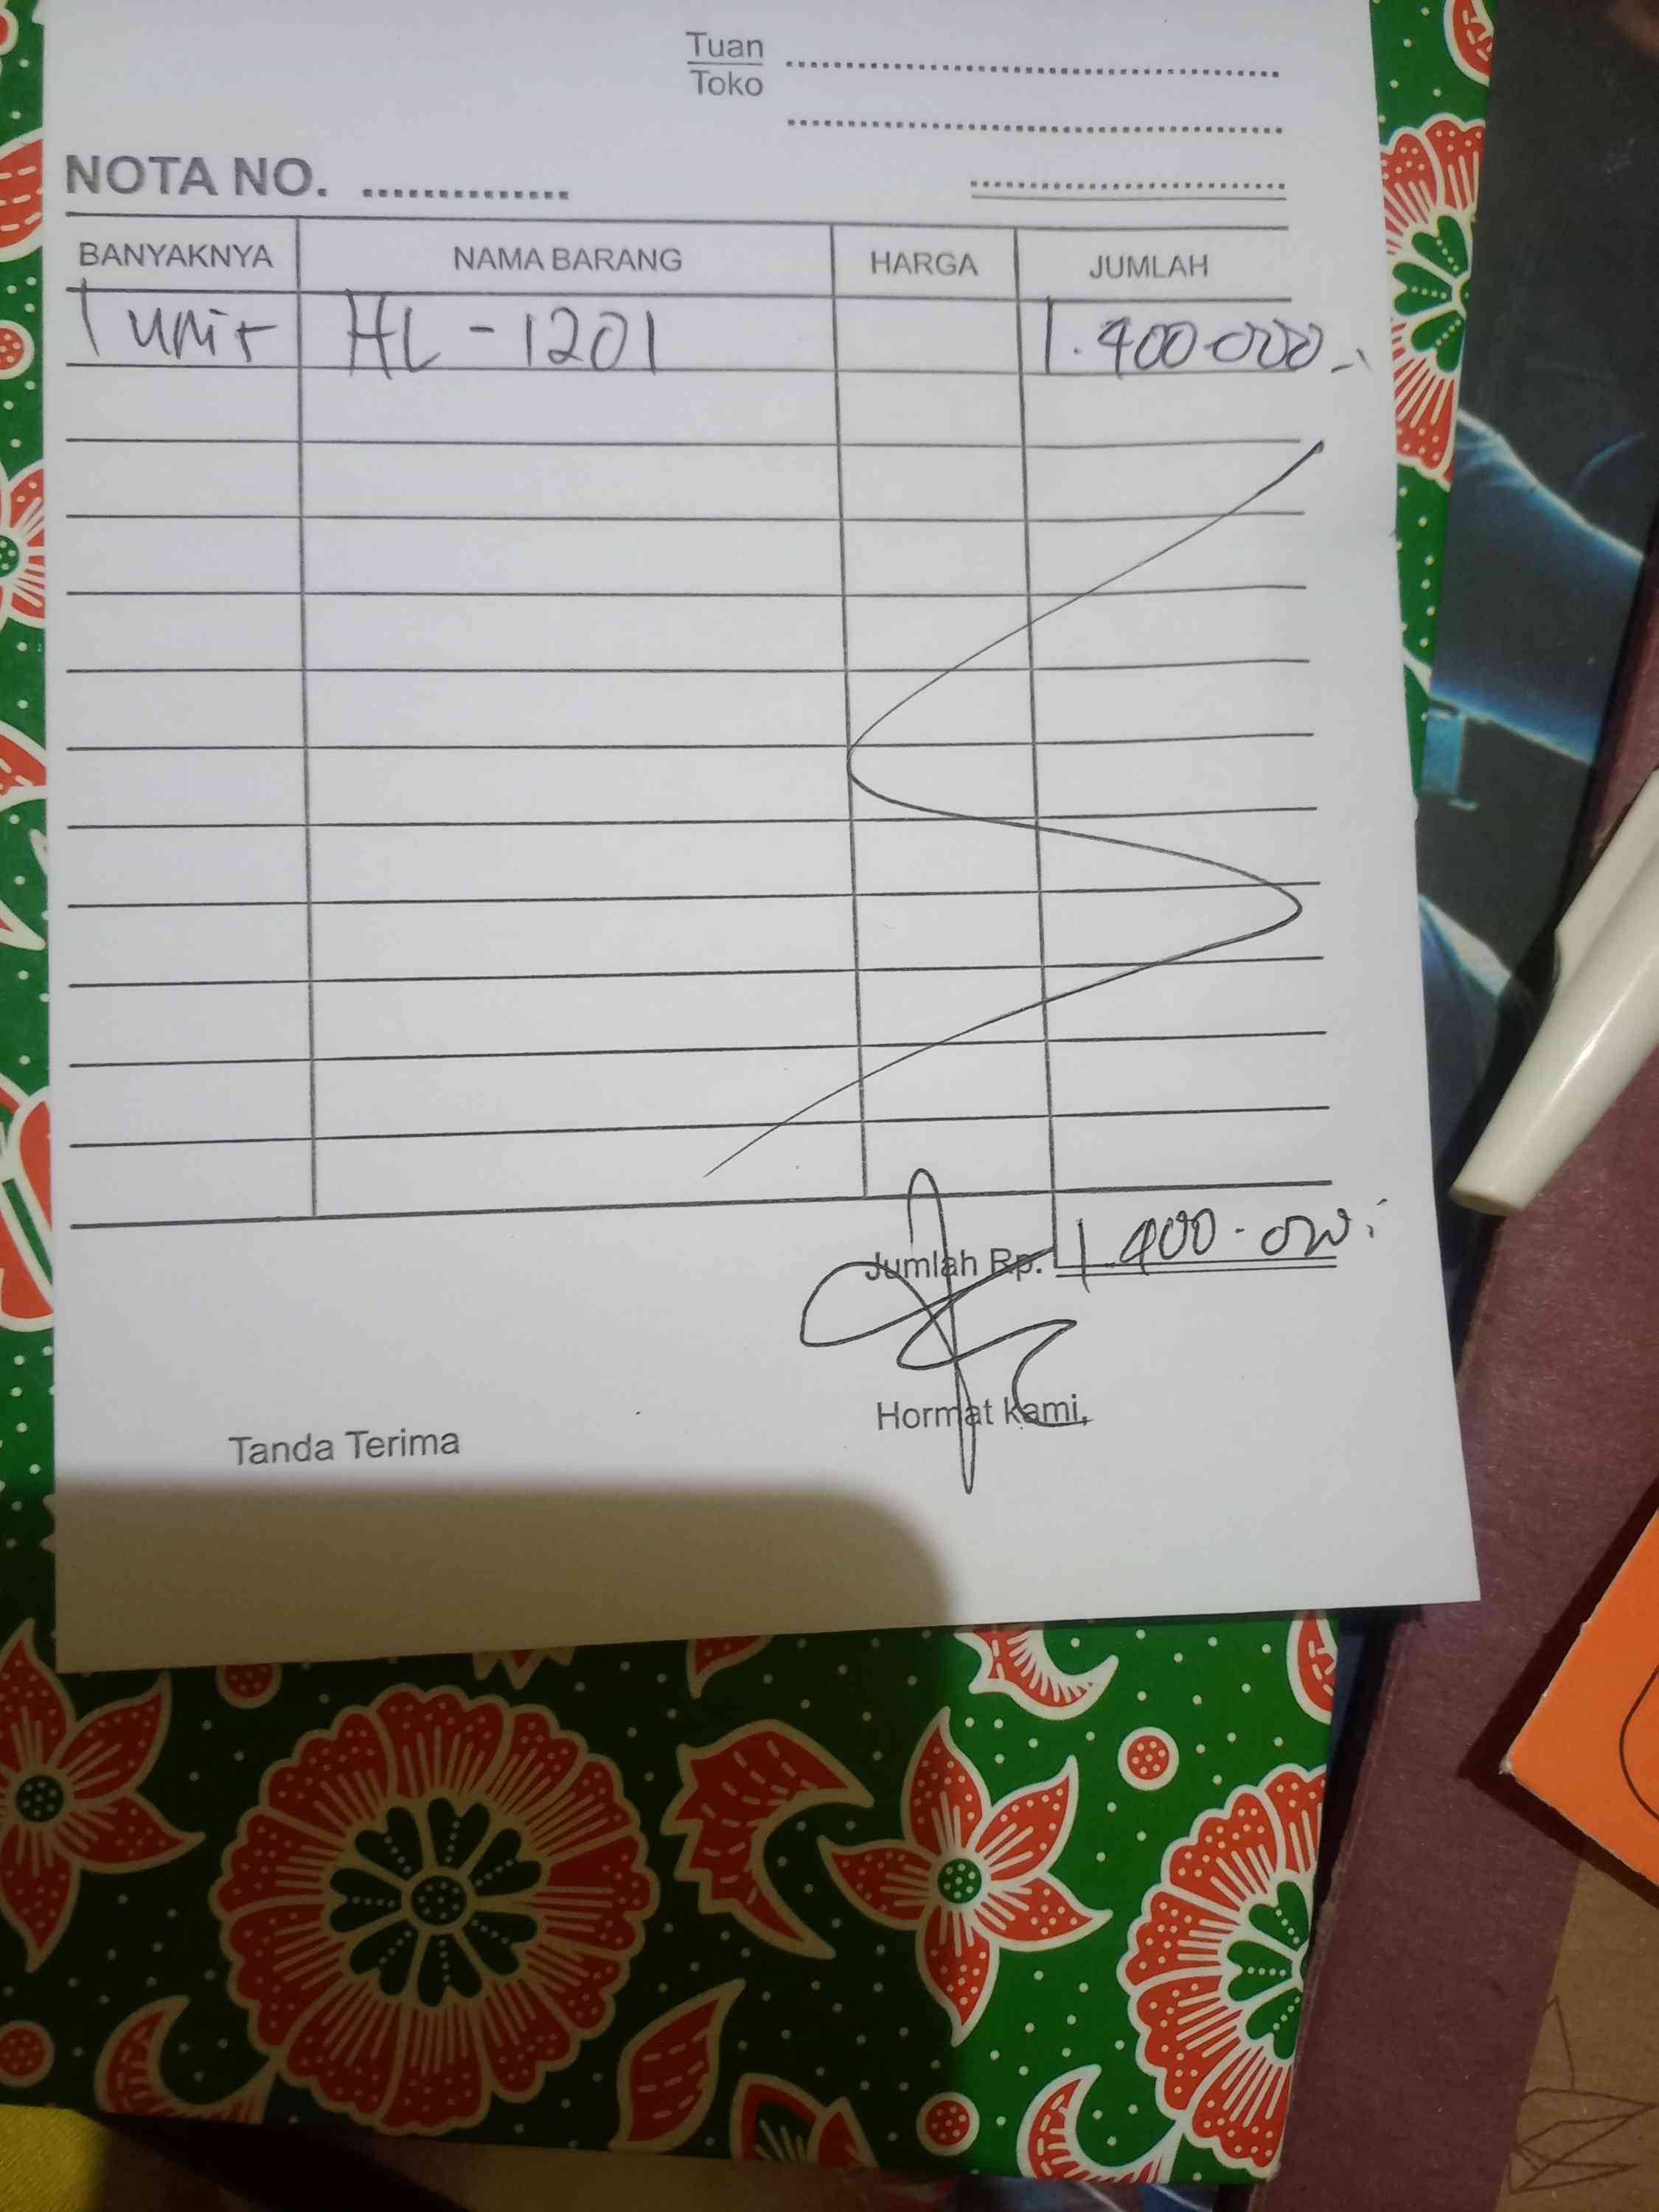 Tuan
Toko
NOTA NO.
BANYAKNYA NAMA BARANG HARGA JUMLAH
1 unit HL - 1201 1.400.000.-
Jumlah Rp. 1.400.000.
Hormat Kami,
Tanda Terima